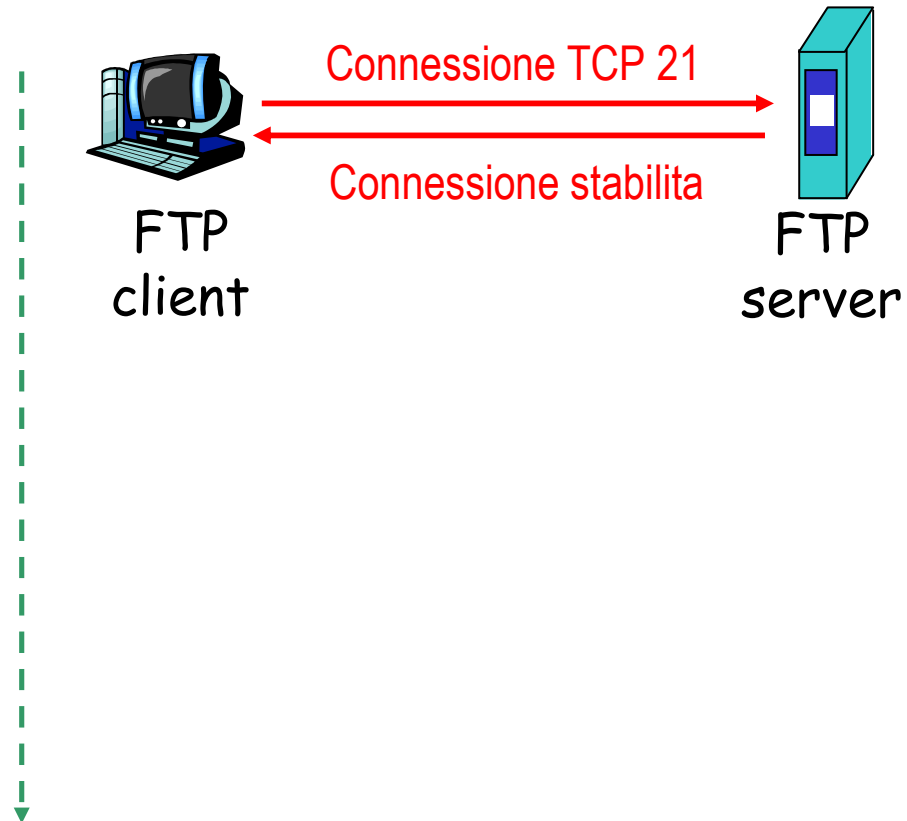 Connessione TCP 21
Connessione stabilita
FTP
client
FTP
server